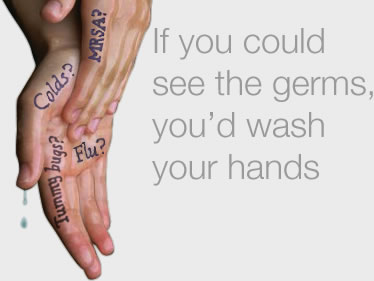 MRSA?
Colds?
Flu?
Tummy bugs?
If you could
see the germs,
you'd wash
your hands